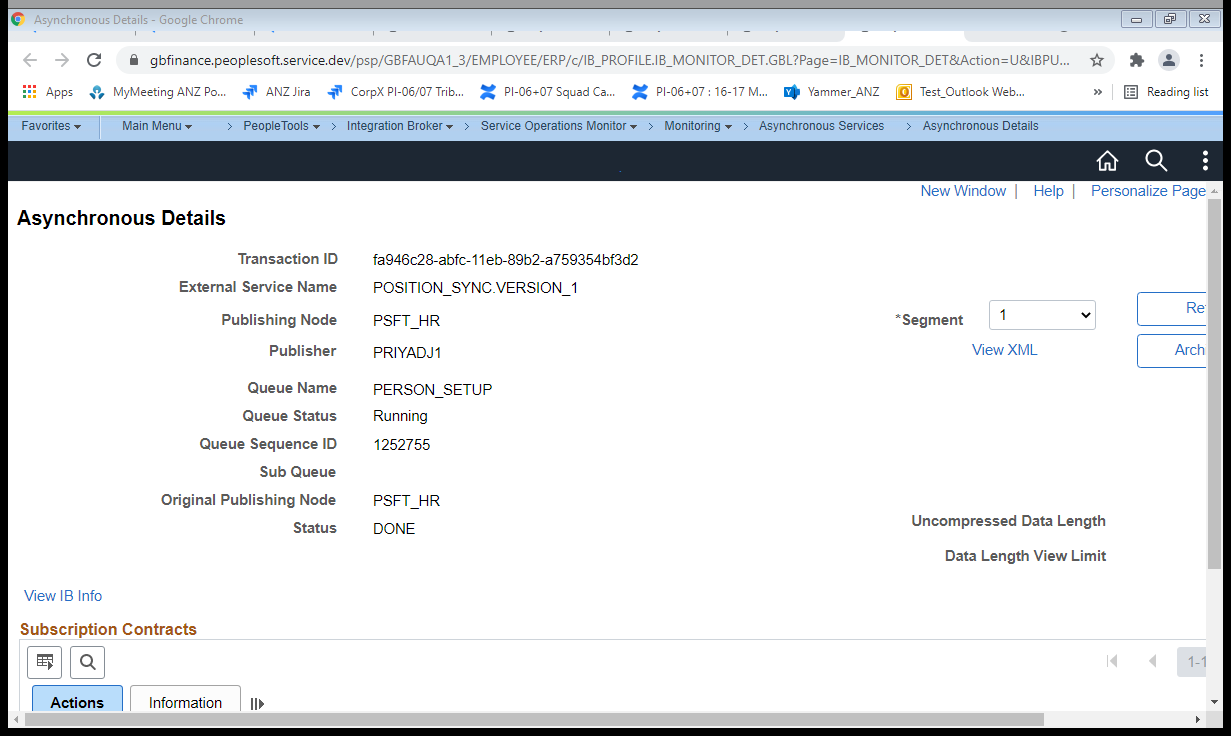 Asynchronous Details - Google Chrome
gbfinance.peoplesoft.service.dev/psp/GBFAUQA1_3/EMPLOYEE/ERP/c/IB_PROFILE.IB_MONITOR_DET.GBL?Page=IB_MONITOR_DET&Action=U&IBPU...
Apps MyMeeting ANZ Po... ANZ Jira CorpX PI-06/07 Trib... PI-06+07 Squad Ca... PI-06+07 : 16-17 M... Yammer_ANZ Test_Outlook Web... » Reading list
Favorites Main Menu > PeopleTools > Integration Broker > Service Operations Monitor > Monitoring > Asynchronous Services > Asynchronous Details
New Window | Help | Personalize Page
Asynchronous Details
Transaction ID fa946c28-abfc-11eb-89b2-a759354bf3d2
External Service Name POSITION_SYNC.VERSION_1
Publishing Node PSFT_HR *Segment 1 Re
Publisher PRIYADJ1 View XML Arch
Queue Name PERSON_SETUP
Queue Status Running
Queue Sequence ID 1252755
Sub Queue
Original Publishing Node PSFT_HR
Status DONE Uncompressed Data Length
Data Length View Limit
View IB Info
Subscription Contracts
1-1
Actions Information